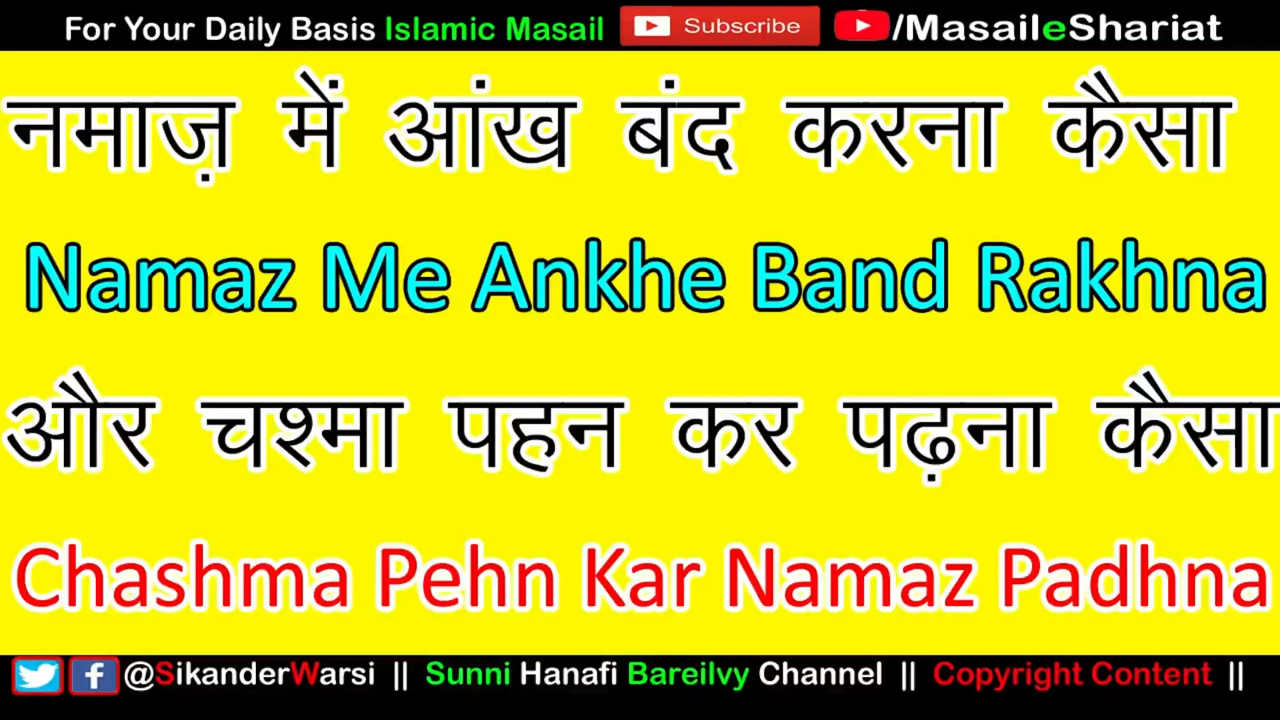 For Your Daily Basis Islamic Masail Subscribe /MasaileShariat
नमाज़ में आंख बंद करना कैसा
Namaz Me Ankhe Band Rakhna
और चश्मा पहन कर पढ़ना कैसा
Chashma Pehn Kar Namaz Padhna
@SikanderWarsi || Sunni Hanafi Bareilvy Channel || Copyright Content ||